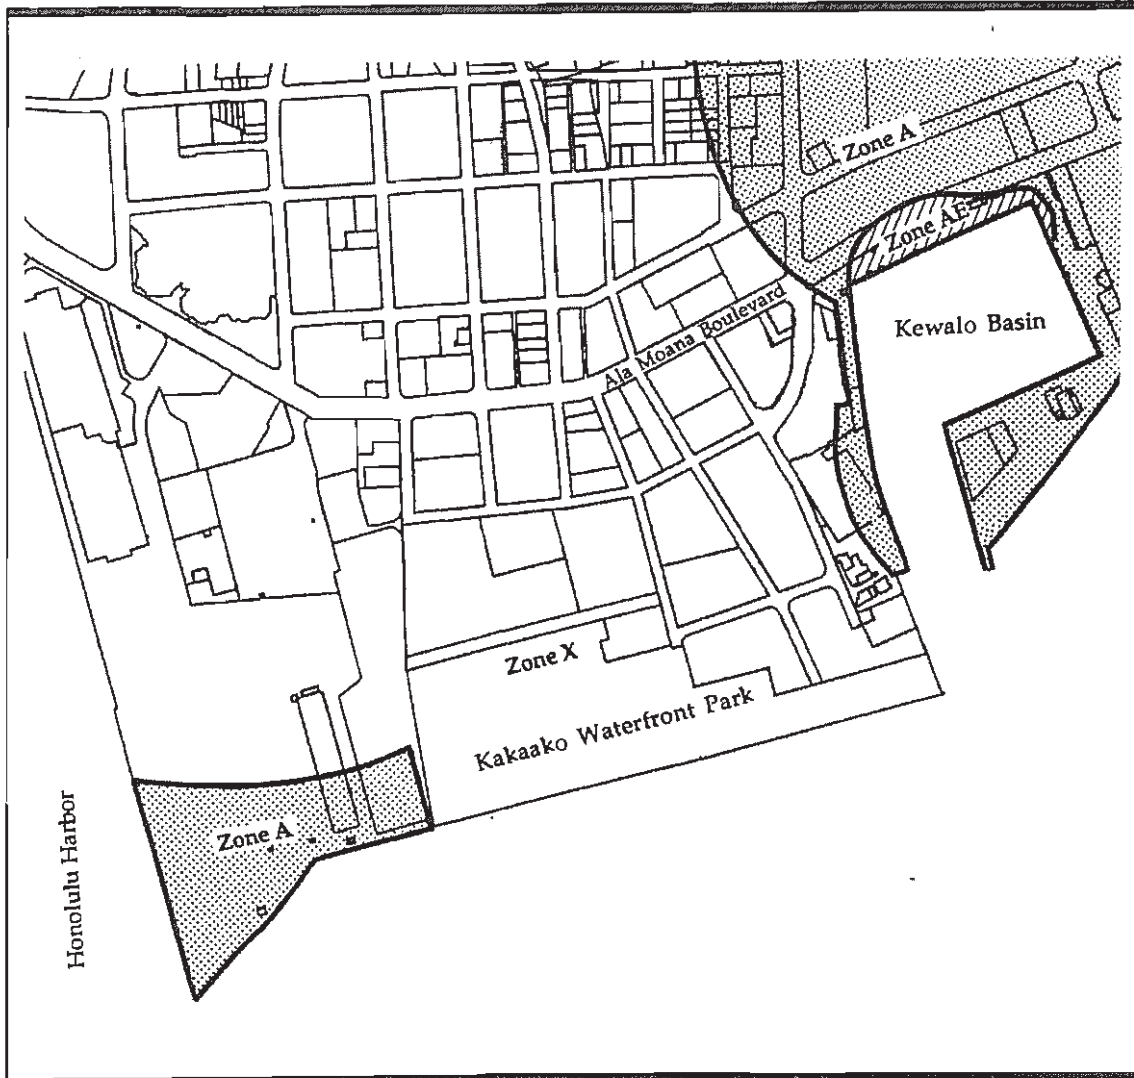 Zone A
Zone AE
Kewalo Basin
Ala Moana Boulevard
Zone X
Kakaako Waterfront Park
Zone A
Honolulu Harbor